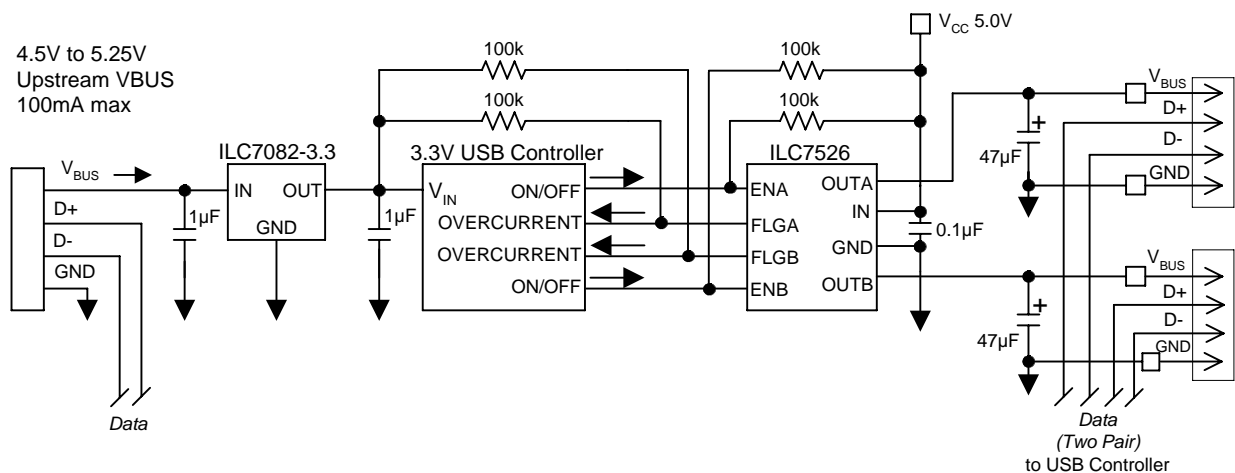 4.5V to 5.25V
Upstream VBUS
100mA max
VCC 5.0V
100k
100k
100k
100k
ILC7082-3.3
3.3V USB Controller
ILC7526
VBUS
D+
D-
GND
1µF
IN
OUT
GND
1µF
VIN
ON/OFF
OVERCURRENT
OVERCURRENT
ON/OFF
ENA
FLGA
FLGB
ENB
OUTA
IN
GND
OUTB
0.1µF
47µF
VBUS
D+
D-
GND
47µF
VBUS
D+
D-
GND
Data
Data
(Two Pair)
to USB Controller